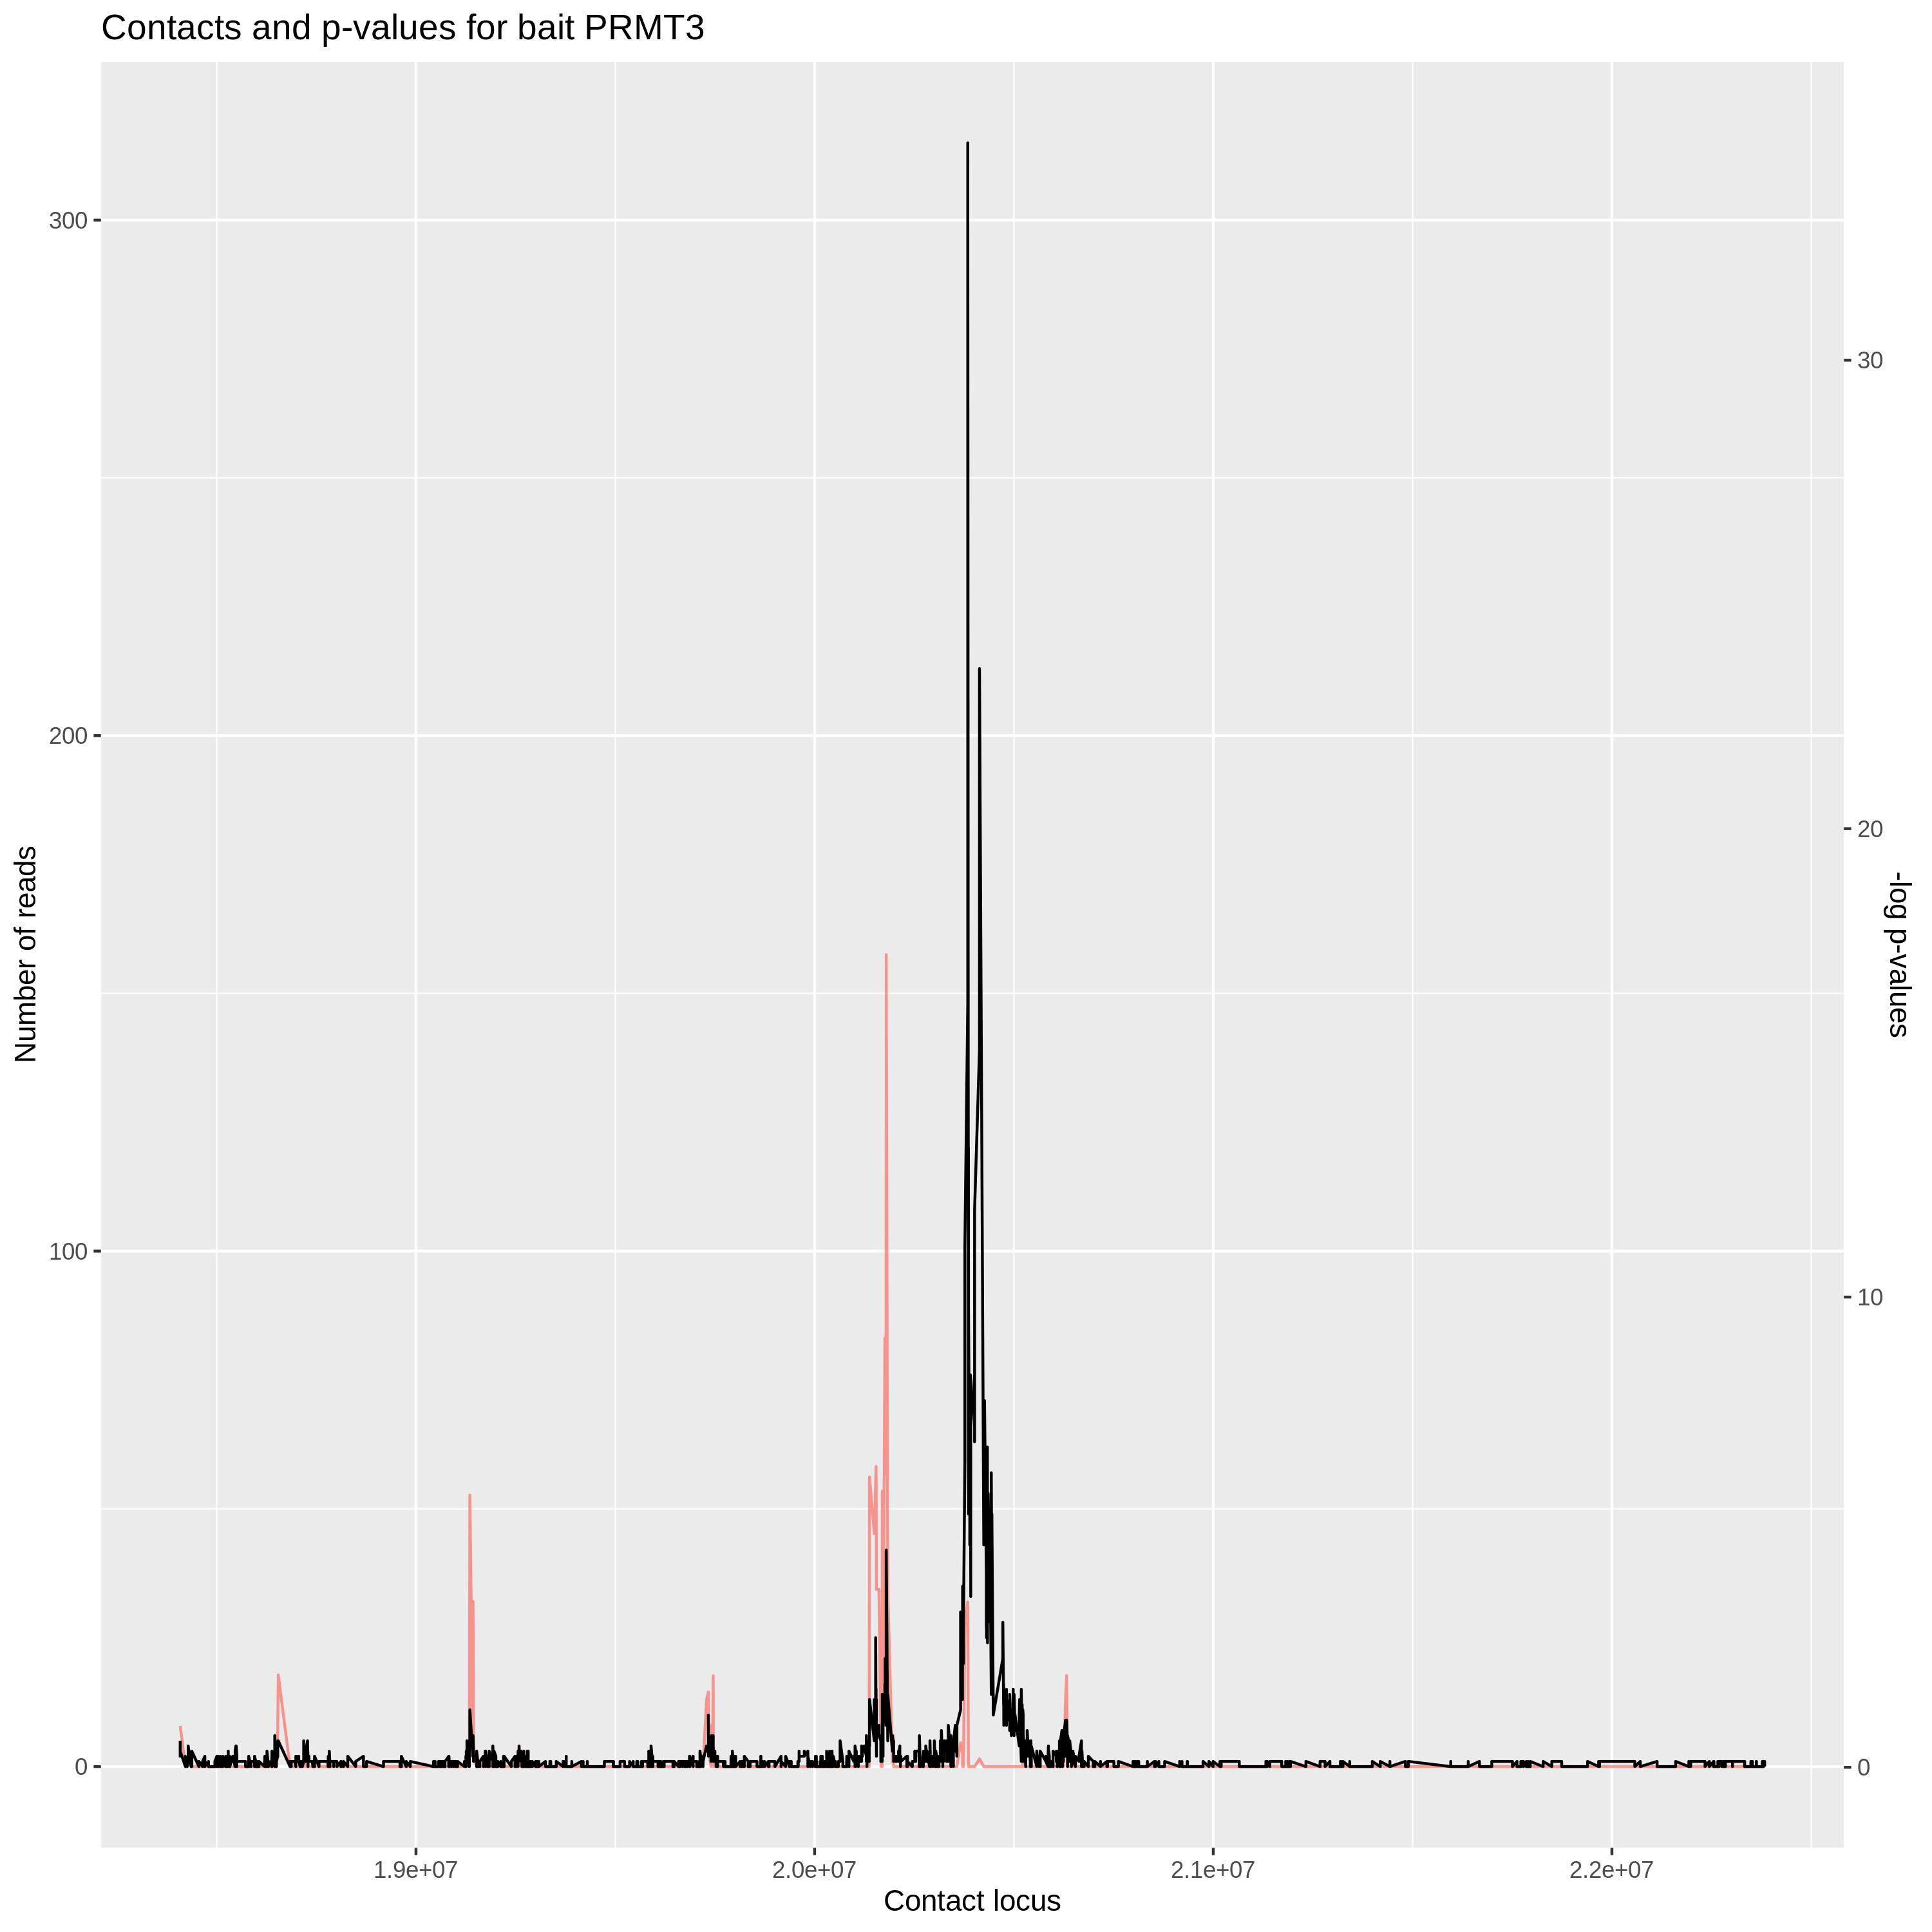 Contacts and p-values for bait PRMT3
300
200
100
0
Number of reads
30
20
10
0
-log p-values
1.9e+07
2.0e+07
2.1e+07
2.2e+07
Contact locus